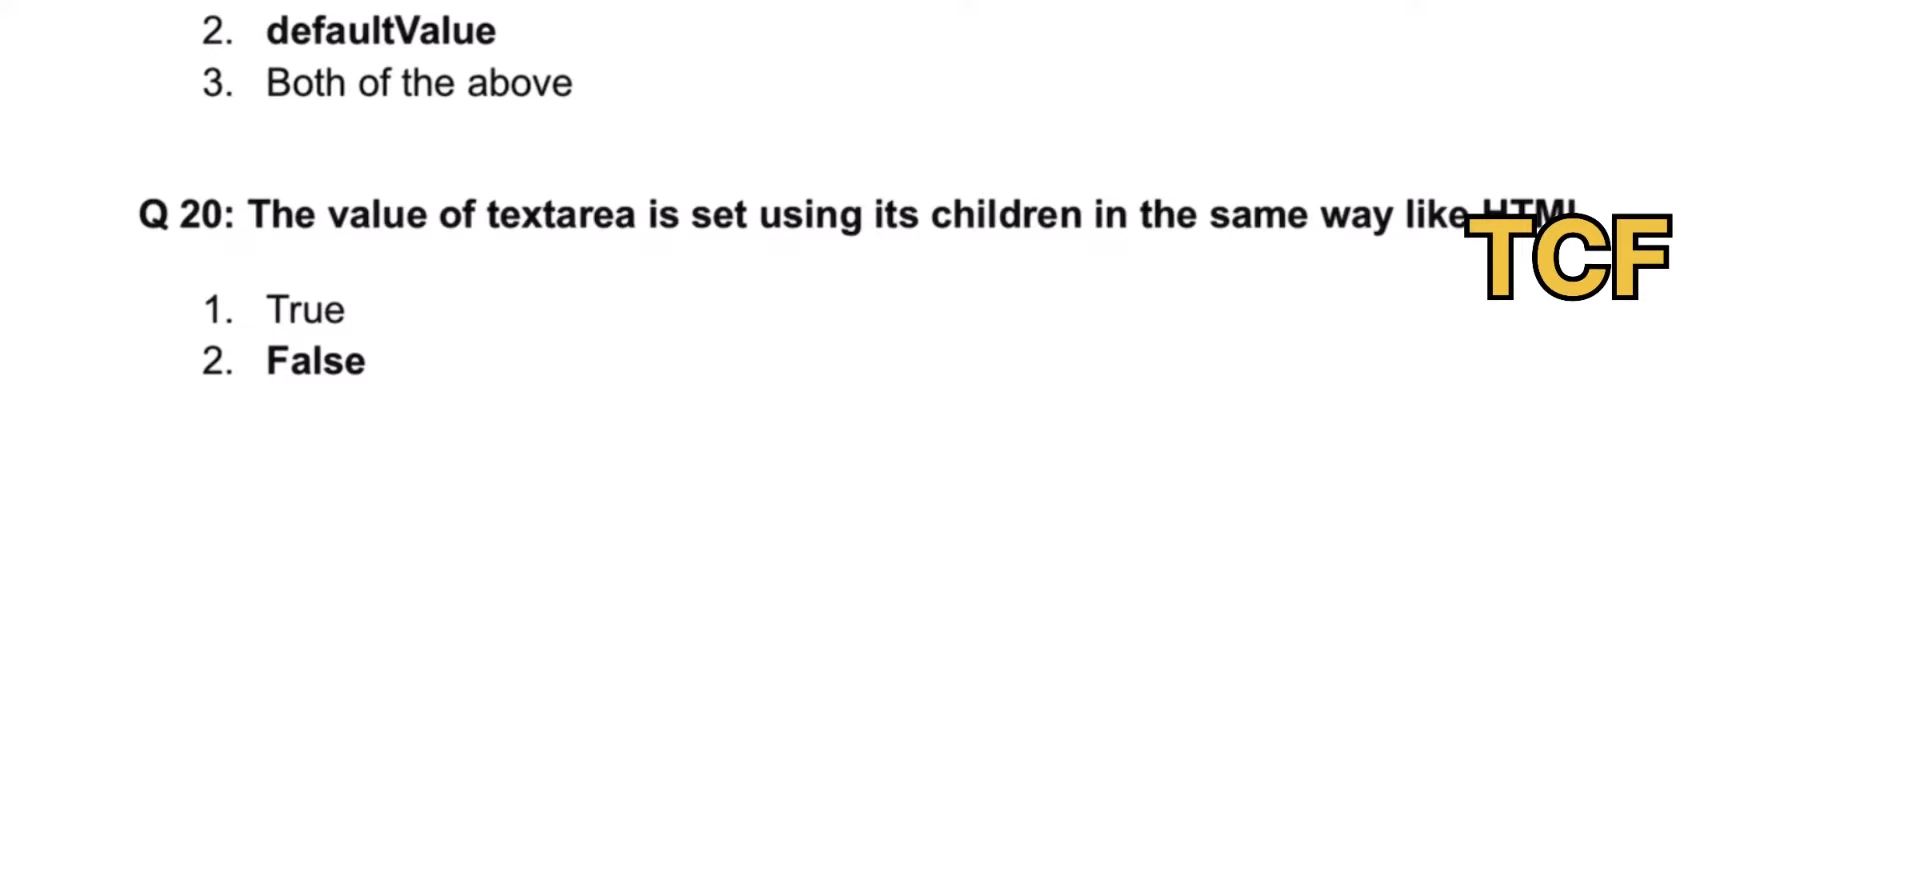 2. defaultValue
3. Both of the above
Q 20: The value of textarea is set using its children in the same way like HTML
TCF
1. True
2. False